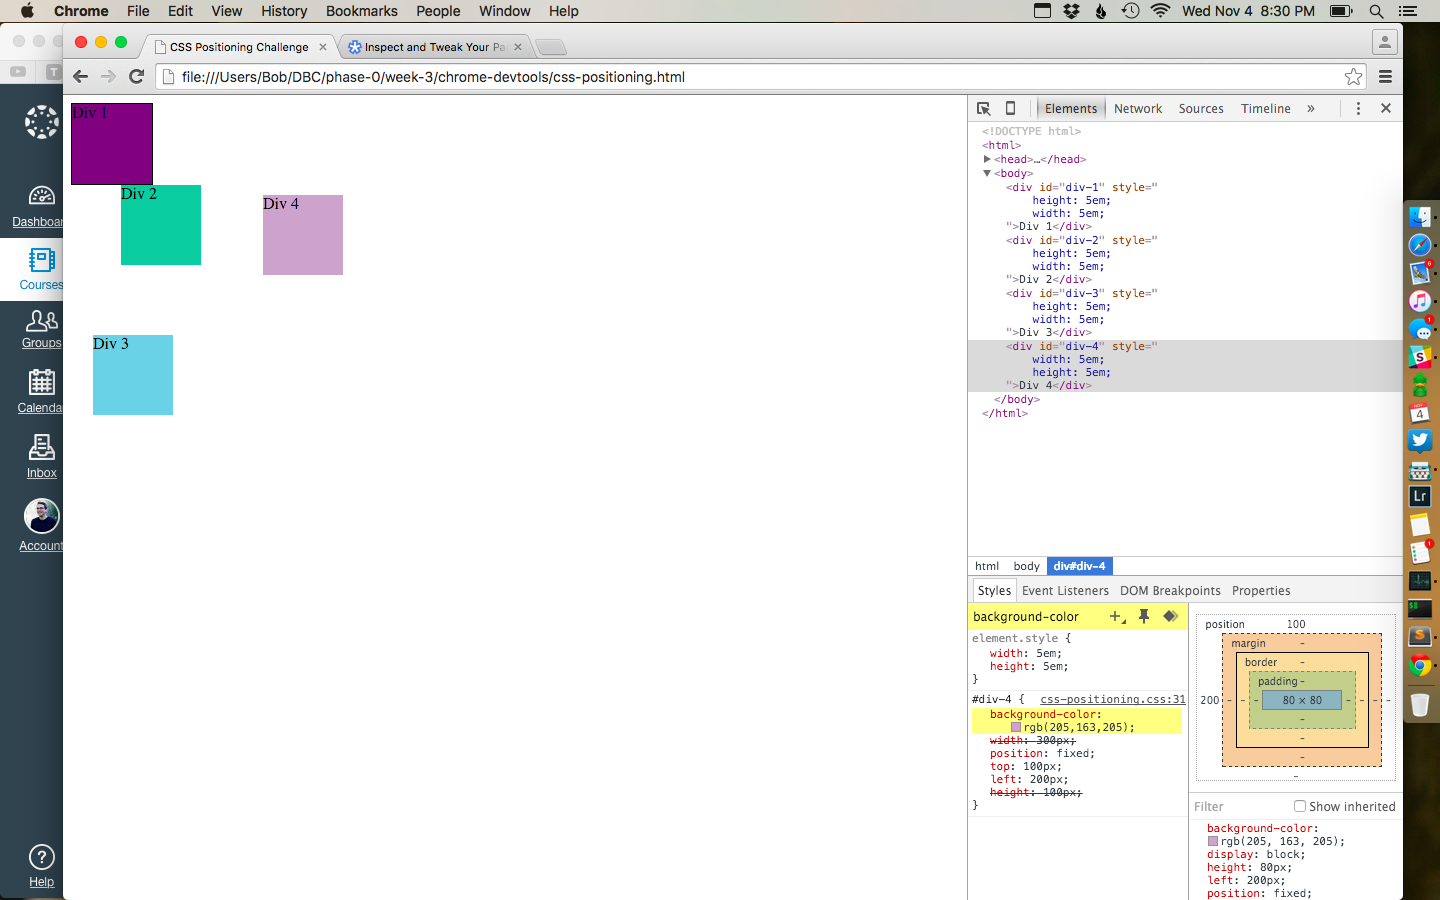 Chrome File Edit View History Bookmarks People Window Help Wed Nov 4 8:30 PM
CSS Positioning Challenge
Inspect and Tweak Your Pa
file:///Users/Bob/DBC/phase-0/week-3/chrome-devtools/css-positioning.html
T
Dashboar
Courses
Groups
Calenda
Inbox
Account
Help
Div 1
Div 2
Div 4
Div 3
Elements Network Sources Timeline »
<!DOCTYPE html>
<html>
<head>…</head>
<body>
<div id="div-1" style="
height: 5em;
width: 5em;
">Div 1</div>
<div id="div-2" style="
height: 5em;
width: 5em;
">Div 2</div>
<div id="div-3" style="
height: 5em;
width: 5em;
">Div 3</div>
<div id="div-4" style="
width: 5em;
height: 5em;
">Div 4</div>
</body>
</html>
html body div#div-4
Styles Event Listeners DOM Breakpoints Properties
background-color
element.style {
width: 5em;
height: 5em;
}
#div-4 { css-positioning.css:31
background-color:
rgb(205,163,205);
width: 300px;
position: fixed;
top: 100px;
left: 200px;
height: 100px;
}
position 100
margin -
border -
padding -
200 - - - 80 × 80 - - - -
-
-
-
-
Filter Show inherited
background-color:
rgb(205, 163, 205);
display: block;
height: 80px;
left: 200px;
position: fixed;
6
1
1
S
NOV
4
Lr
1
$
S